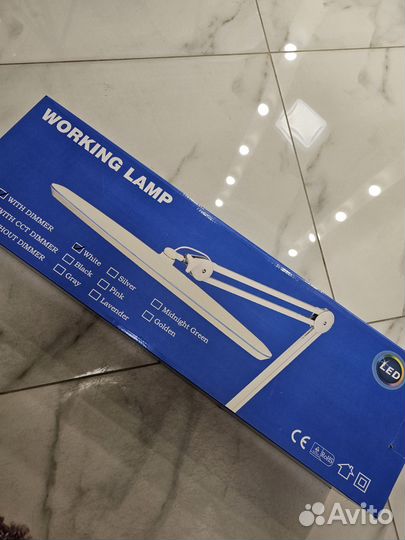 WORKING LAMP
WITH DIMMER
WITH CCT DIMMER
HOUT DIMMER
White
Black
Gray
Silver
Pink
Lavender
Midnight Green
Golden
LED
CE
RoHS
Avito